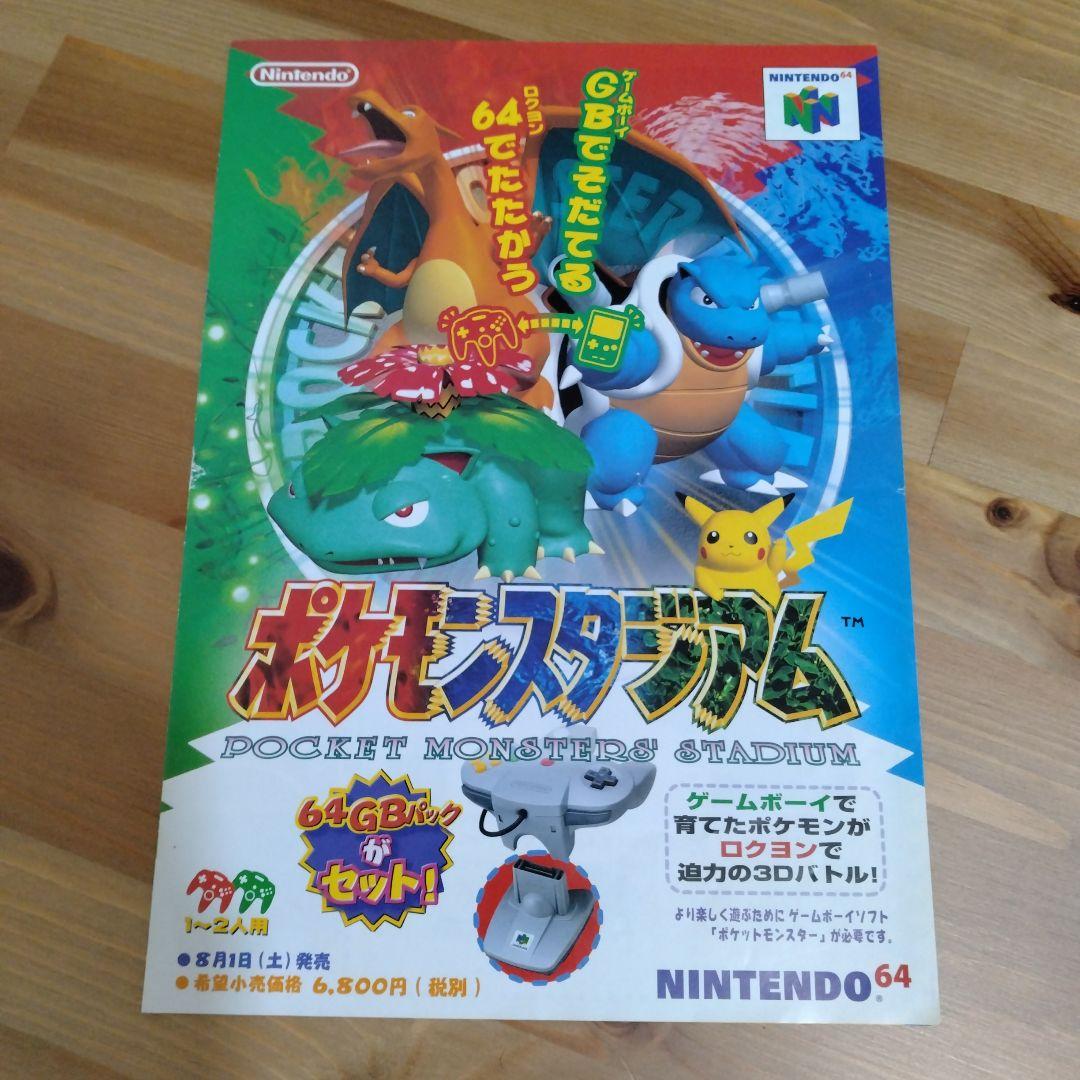 Nintendo
NINTENDO64
ゲームボーイ
GBでそだてる
ロクヨン
64でたたかう
POCKET
STADIUM
ポケモンスタジアム™
POCKET MONSTERS' STADIUM
64GBパック
が
セット!
ゲームボーイで
育てたポケモンが
ロクヨンで
迫力の3Dバトル!
より楽しく遊ぶために ゲームボーイソフト
「ポケットモンスター」が必要です。
1～2人用
●8月1日(土)発売
●希望小売価格 6,800円(税別)
NINTENDO®64